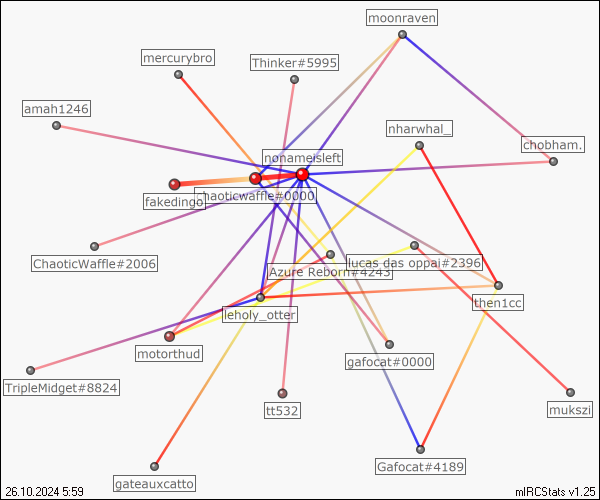 moonraven
mercurybro
Thinker#5995
amah1246
nharwhal_
chobham.
nonameisleft
chaoticwaffle#0000
fakedingo
ChaoticWaffle#2006
lucas das oppai#2396
Azure Reborn#4243
then1cc
leholy_otter
motorthud
gafocat#0000
TripleMidget#8824
tt532
mukszi
Gafocat#4189
gateauxcatto
26.10.2024 5:59
mIRCStats v1.25